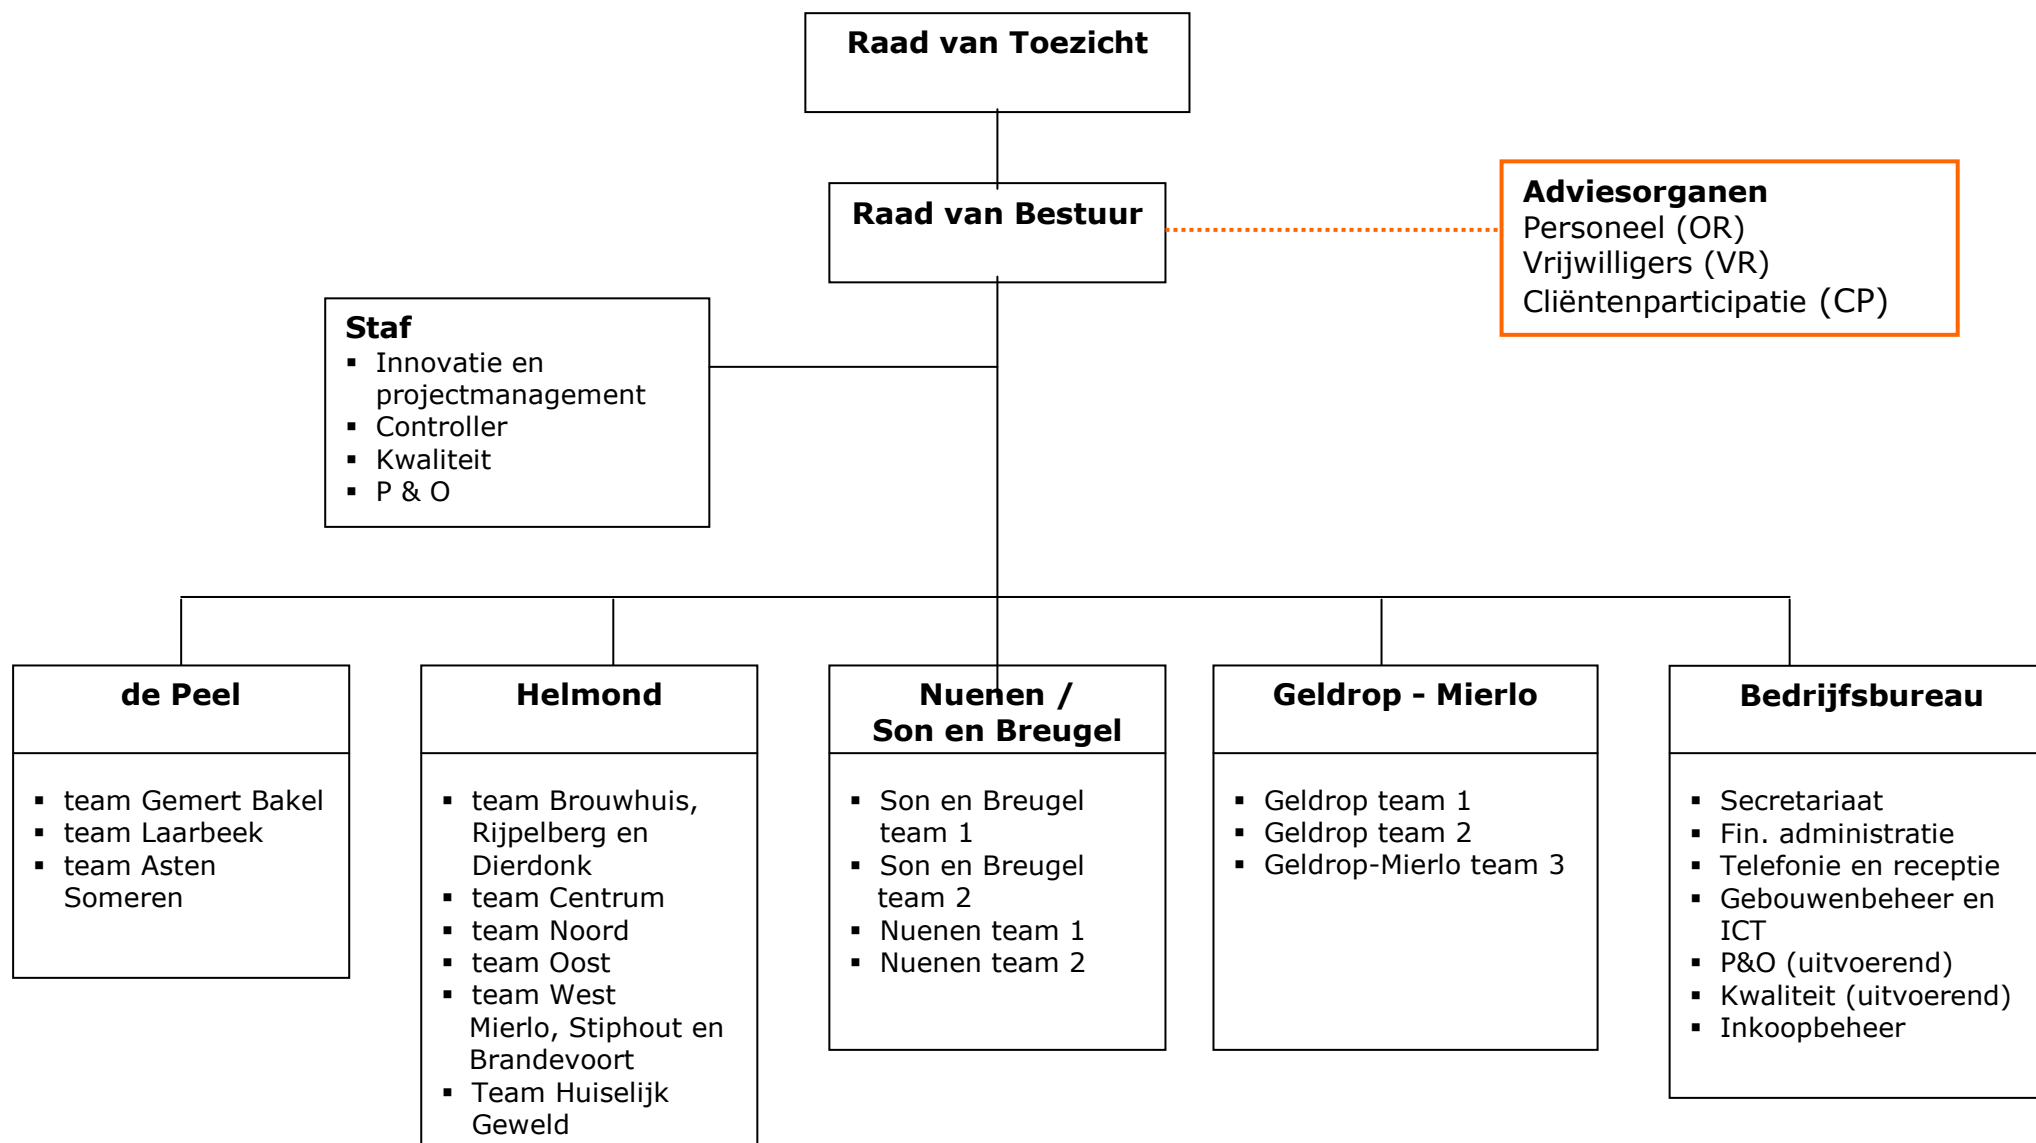 Raad van Toezicht
Raad van Bestuur
Adviesorganen
Personeel (OR)
Vrijwilligers (VR)
Cliëntenparticipatie (CP)
Staf
▪ Innovatie en
projectmanagement
▪ Controller
▪ Kwaliteit
▪ P & O
de Peel
▪ team Gemert Bakel
▪ team Laarbeek
▪ team Asten
Someren
Helmond
▪ team Brouwhuis,
Rijpelberg en
Dierdonk
▪ team Centrum
▪ team Noord
▪ team Oost
▪ team West
Mierlo, Stiphout en
Brandevoort
▪ Team Huiselijk
Geweld
Nuenen /
Son en Breugel
▪ Son en Breugel
team 1
▪ Son en Breugel
team 2
▪ Nuenen team 1
▪ Nuenen team 2
Geldrop - Mierlo
▪ Geldrop team 1
▪ Geldrop team 2
▪ Geldrop-Mierlo team 3
Bedrijfsbureau
▪ Secretariaat
▪ Fin. administratie
▪ Telefonie en receptie
▪ Gebouwenbeheer en
ICT
▪ P&O (uitvoerend)
▪ Kwaliteit (uitvoerend)
▪ Inkoopbeheer